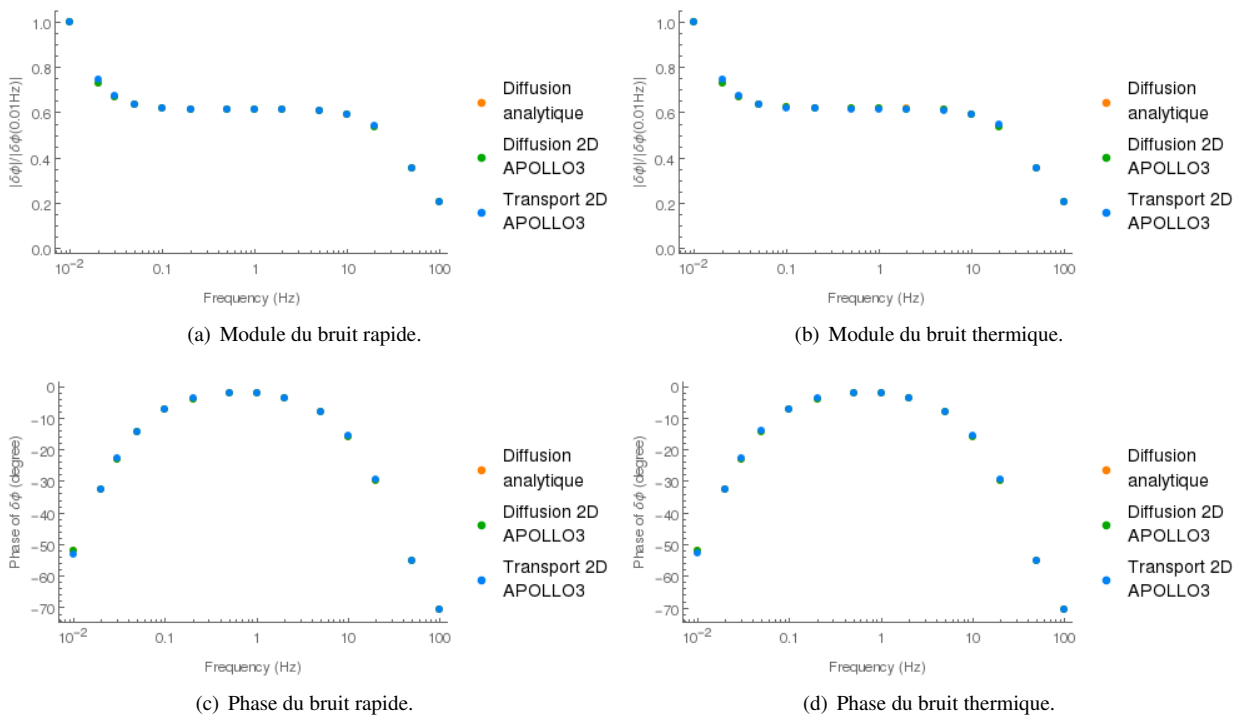 1.0
0.8
0.6
0.4
0.2
0.0
|δϕ|/|δϕ(0.01Hz)|
10⁻²
0.1
1
10
100
Frequency (Hz)
Diffusion
analytique
Diffusion 2D
APOLLO3
Transport 2D
APOLLO3
(a) Module du bruit rapide.
1.0
0.8
0.6
0.4
0.2
0.0
|δϕ|/|δϕ(0.01Hz)|
10⁻²
0.1
1
10
100
Frequency (Hz)
Diffusion
analytique
Diffusion 2D
APOLLO3
Transport 2D
APOLLO3
(b) Module du bruit thermique.
0
−10
−20
−30
−40
−50
−60
−70
Phase of δϕ (degree)
10⁻²
0.1
1
10
100
Frequency (Hz)
Diffusion
analytique
Diffusion 2D
APOLLO3
Transport 2D
APOLLO3
(c) Phase du bruit rapide.
0
−10
−20
−30
−40
−50
−60
−70
Phase of δϕ (degree)
10⁻²
0.1
1
10
100
Frequency (Hz)
Diffusion
analytique
Diffusion 2D
APOLLO3
Transport 2D
APOLLO3
(d) Phase du bruit thermique.